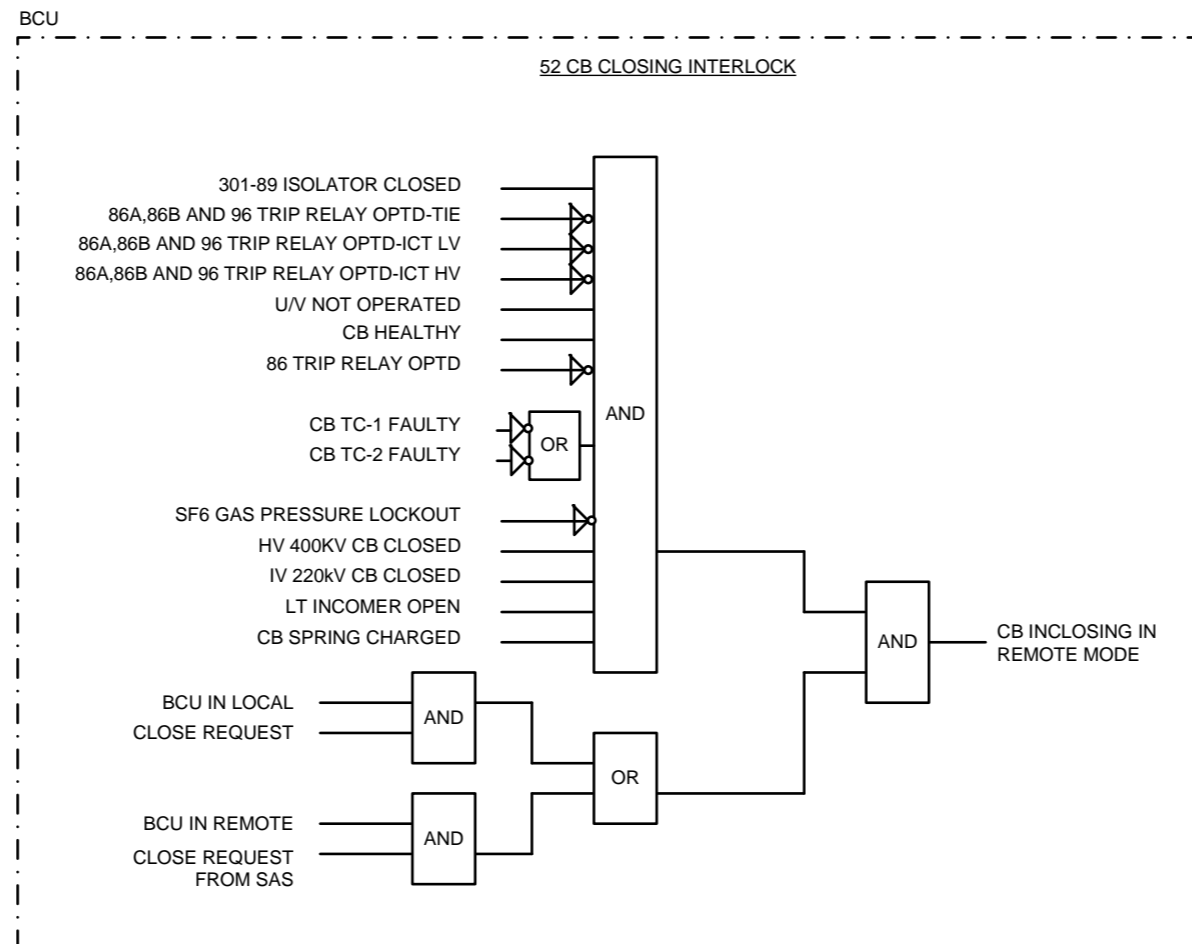 BCU
52 CB CLOSING INTERLOCK
301-89 ISOLATOR CLOSED
86A,86B AND 96 TRIP RELAY OPTD-TIE
86A,86B AND 96 TRIP RELAY OPTD-ICT LV
86A,86B AND 96 TRIP RELAY OPTD-ICT HV
U/V NOT OPERATED
CB HEALTHY
86 TRIP RELAY OPTD
AND
CB TC-1 FAULTY
OR
CB TC-2 FAULTY
SF6 GAS PRESSURE LOCKOUT
HV 400KV CB CLOSED
IV 220kV CB CLOSED
LT INCOMER OPEN
CB SPRING CHARGED
AND
CB INCLOSING IN
REMOTE MODE
BCU IN LOCAL
AND
CLOSE REQUEST
OR
BCU IN REMOTE
AND
CLOSE REQUEST
FROM SAS